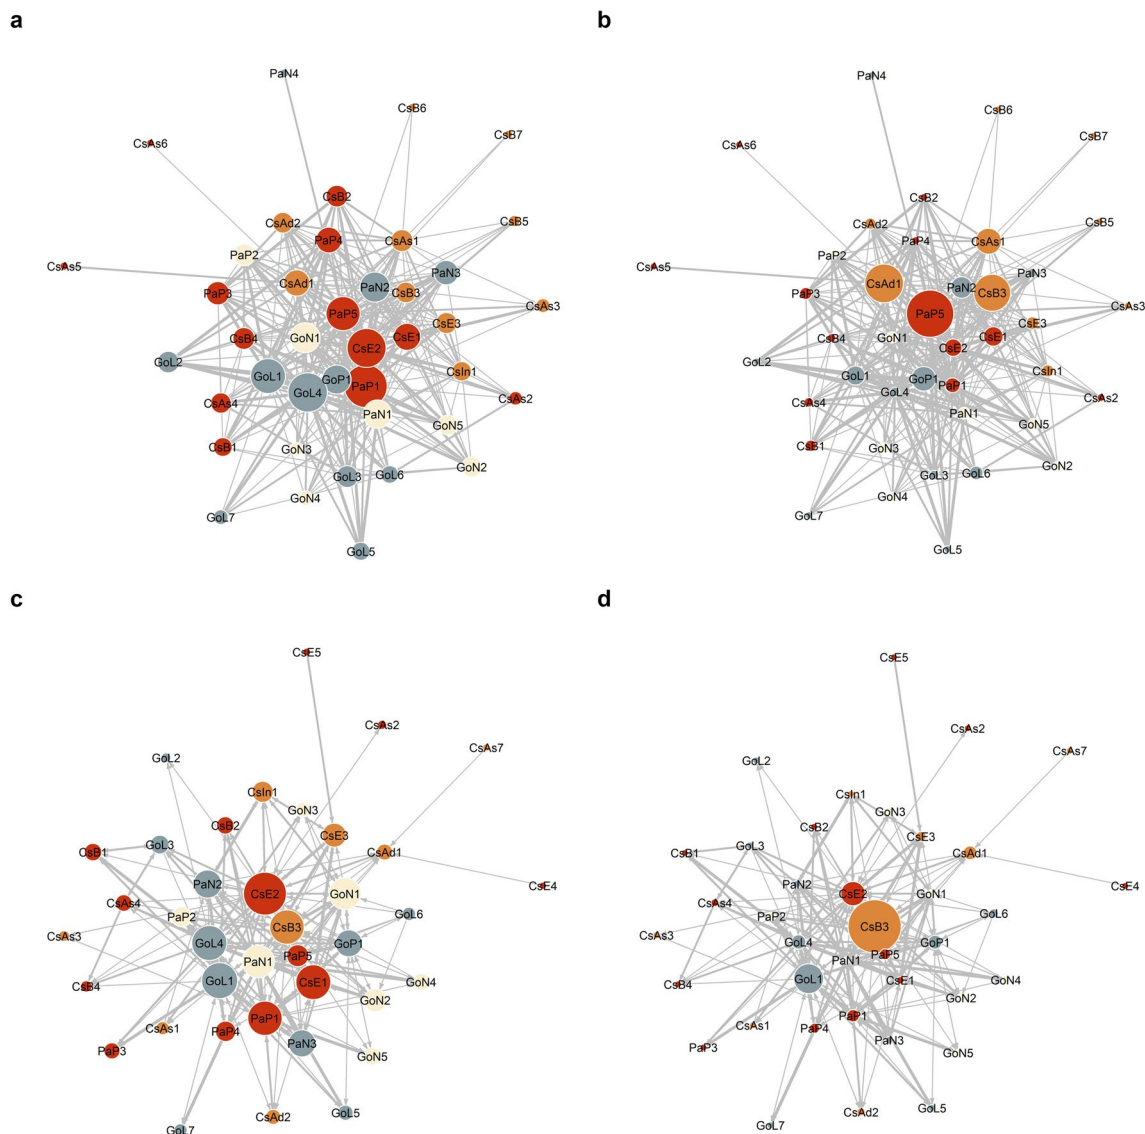 a
b
PaN4
CsB6
CsB7
CsAs6
CsB2
CsAd2
CsB5
PaP4
CsAs1
PaP2
CsAs5
PaN3
CsAd1
PaN2
PaP3
CsB3
CsAs3
PaP5
CsE3
CsB4
GoN1
CsE1
CsE2
GoL2
CsIn1
GoL1
GoP1
GoL4
PaP1
CsAs4
CsAs2
PaN1
GoN5
CsB1
GoN3
GoN2
GoL3
GoL6
GoN4
GoL7
GoL5
PaN4
CsB6
CsB7
CsAs6
CsB2
CsAd2
CsB5
PaP4
CsAs1
PaP2
CsAs5
PaN3
CsAd1
PaN2
PaP3
CsB3
CsAs3
PaP5
CsE3
CsB4
GoN1
CsE1
CsE2
GoL2
CsIn1
GoL1
GoP1
GoL4
PaP1
CsAs4
CsAs2
PaN1
GoN5
CsB1
GoN3
GoN2
GoL3
GoL6
GoN4
GoL7
GoL5
c
d
CsE5
CsAs2
CsAs7
GoL2
CsIn1
GoN3
CsB2
CsE3
GoL3
CsB1
CsAd1
PaN2
CsE4
CsE2
GoN1
CsAs4
PaP2
GoL6
CsB3
CsAs3
GoL4
GoP1
PaP5
PaN1
GoL1
CsE1
GoN4
CsB4
GoN2
PaP1
CsAs1
PaP4
PaN3
PaP3
GoN5
GoL5
CsAd2
GoL7
CsE5
CsAs2
CsAs7
GoL2
CsIn1
GoN3
CsB2
CsE3
GoL3
CsB1
CsAd1
PaN2
CsE4
CsE2
GoN1
CsAs4
PaP2
GoL6
CsB3
CsAs3
GoL4
GoP1
PaP5
PaN1
GoL1
CsE1
GoN4
CsB4
GoN2
PaP1
CsAs1
PaP4
PaN3
PaP3
GoN5
GoL5
CsAd2
GoL7